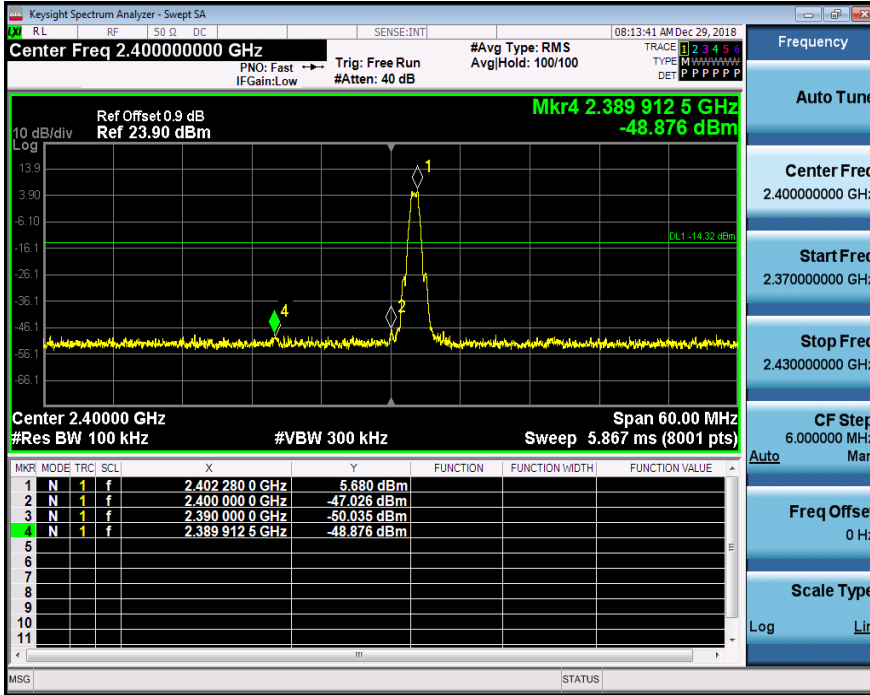 Keysight Spectrum Analyzer - Swept SA
LXI RL RF 50 Ω DC SENSE:INT 08:13:41 AM Dec 29, 2018
Center Freq 2.400000000 GHz
PNO: Fast
IFGain:Low
Trig: Free Run
#Atten: 40 dB
#Avg Type: RMS
Avg|Hold: 100/100
TRACE 1 2 3 4 5 6
TYPE M WWWWW
DET P P P P P P
Ref Offset 0.9 dB
10 dB/div Ref 23.90 dBm
Log
Mkr4 2.389 912 5 GHz
-48.876 dBm
13.9
3.90
-6.10
-16.1
-26.1
-36.1
-46.1
-56.1
-66.1
1
DL1 -14.32 dBm
4
2
Center 2.40000 GHz Span 60.00 MHz
#Res BW 100 kHz #VBW 300 kHz Sweep 5.867 ms (8001 pts)
MKR MODE TRC SCL X Y FUNCTION FUNCTION WIDTH FUNCTION VALUE
1 N 1 f 2.402 280 0 GHz 5.680 dBm
2 N 1 f 2.400 000 0 GHz -47.026 dBm
3 N 1 f 2.390 000 0 GHz -50.035 dBm
4 N 1 f 2.389 912 5 GHz -48.876 dBm
5
6
7
8
9
10
11
MSG STATUS
Frequency
Auto Tune
Center Freq
2.400000000 GHz
Start Freq
2.370000000 GHz
Stop Freq
2.430000000 GHz
CF Step
6.000000 MHz
Auto Man
Freq Offset
0 Hz
Scale Type
Log Lin